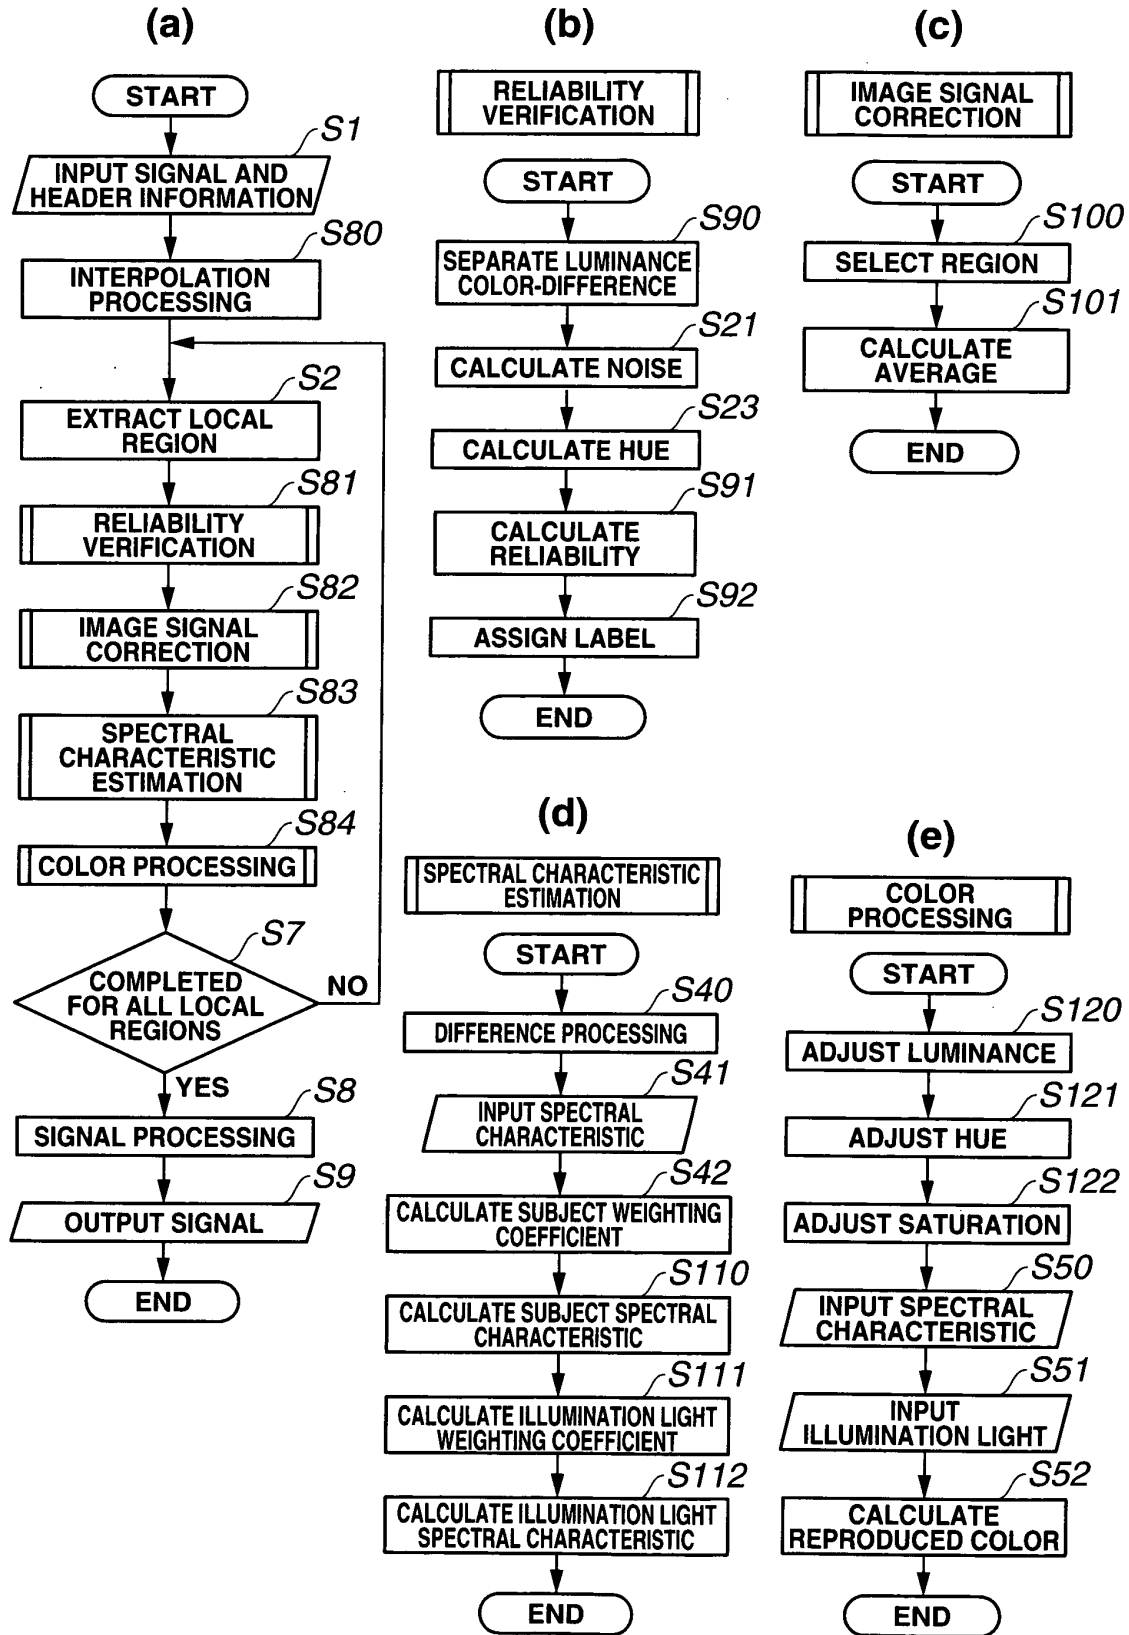 (a)
START
S1
INPUT SIGNAL AND
HEADER INFORMATION
S80
INTERPOLATION
PROCESSING
S2
EXTRACT LOCAL
REGION
S81
RELIABILITY
VERIFICATION
S82
IMAGE SIGNAL
CORRECTION
S83
SPECTRAL
CHARACTERISTIC
ESTIMATION
S84
COLOR PROCESSING
S7
COMPLETED
FOR ALL LOCAL
REGIONS
NO
YES
S8
SIGNAL PROCESSING
S9
OUTPUT SIGNAL
END
(b)
RELIABILITY
VERIFICATION
START
S90
SEPARATE LUMINANCE
COLOR-DIFFERENCE
S21
CALCULATE NOISE
S23
CALCULATE HUE
S91
CALCULATE
RELIABILITY
S92
ASSIGN LABEL
END
(c)
IMAGE SIGNAL
CORRECTION
START
S100
SELECT REGION
S101
CALCULATE
AVERAGE
END
(d)
SPECTRAL CHARACTERISTIC
ESTIMATION
START
S40
DIFFERENCE PROCESSING
S41
INPUT SPECTRAL
CHARACTERISTIC
S42
CALCULATE SUBJECT WEIGHTING
COEFFICIENT
S110
CALCULATE SUBJECT SPECTRAL
CHARACTERISTIC
S111
CALCULATE ILLUMINATION LIGHT
WEIGHTING COEFFICIENT
S112
CALCULATE ILLUMINATION LIGHT
SPECTRAL CHARACTERISTIC
END
(e)
COLOR
PROCESSING
START
S120
ADJUST LUMINANCE
S121
ADJUST HUE
S122
ADJUST SATURATION
S50
INPUT SPECTRAL
CHARACTERISTIC
S51
INPUT
ILLUMINATION LIGHT
S52
CALCULATE
REPRODUCED COLOR
END